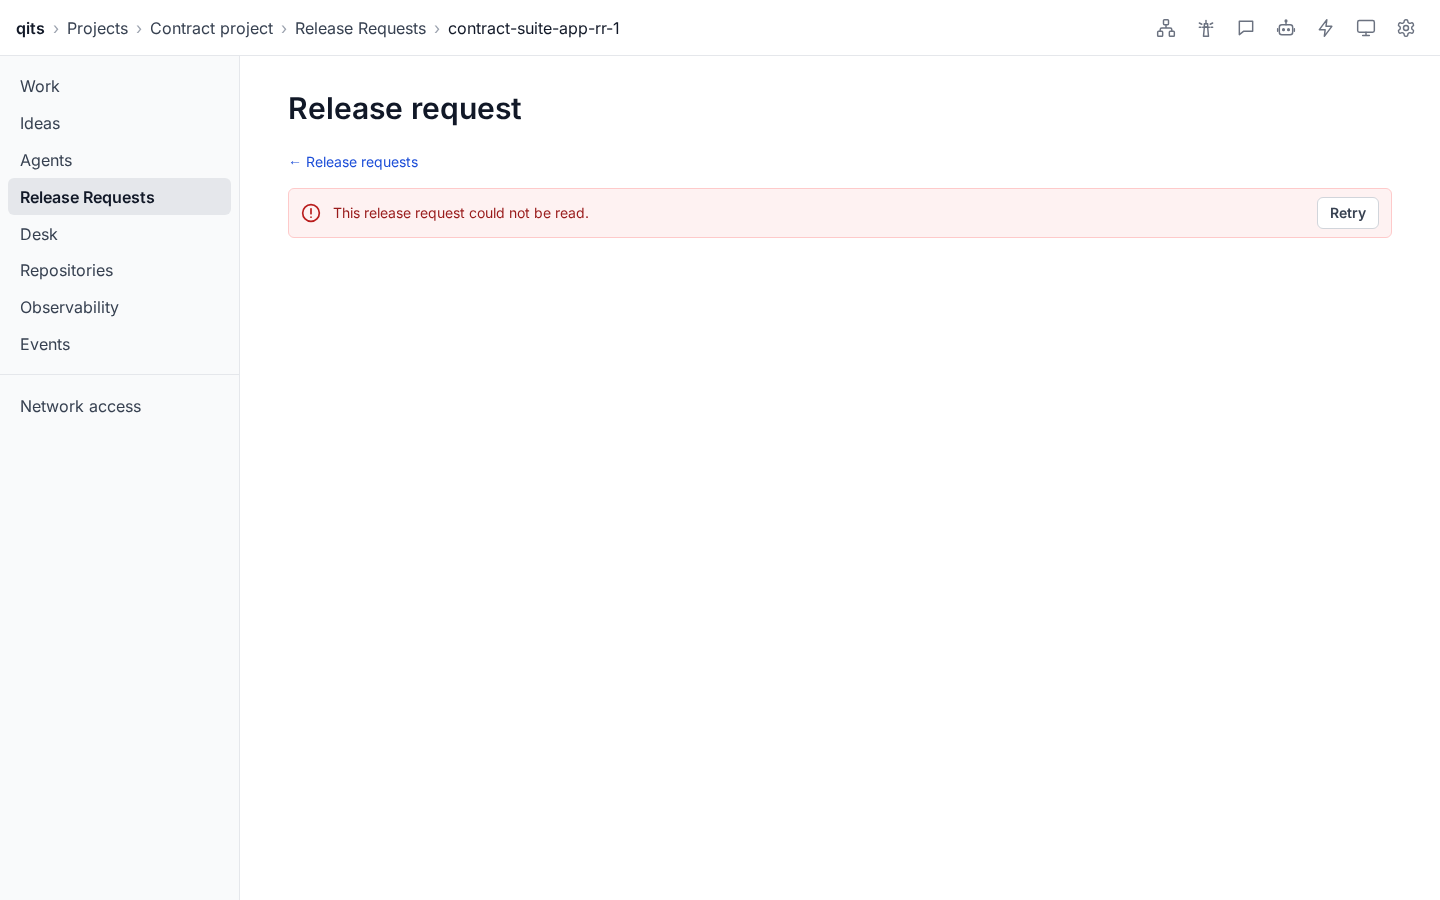 qits › Projects › Contract project › Release Requests › contract-suite-app-rr-1
Work
Ideas
Agents
Release Requests
Desk
Repositories
Observability
Events
Network access
Release request
← Release requests
This release request could not be read.
Retry